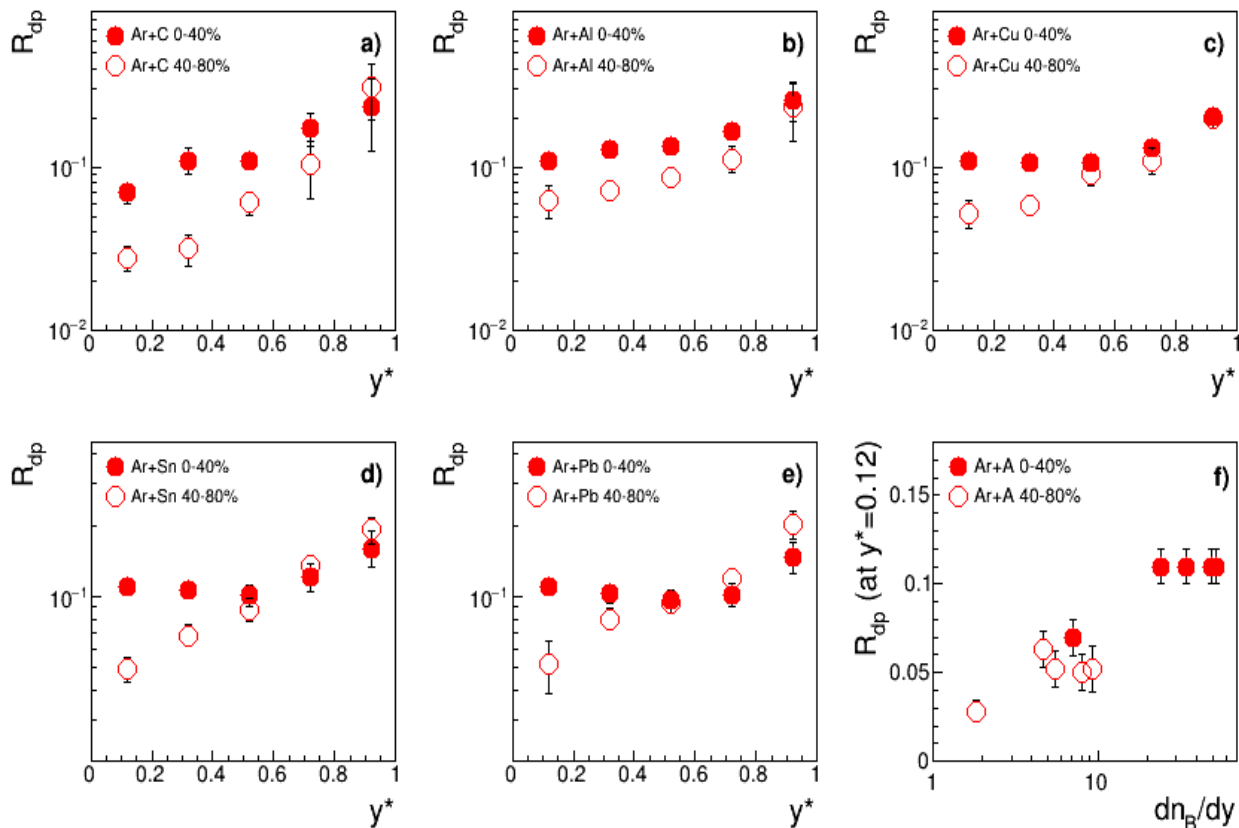 R_dp
Ar+C 0-40%
Ar+C 40-80%
a)
10⁻¹
10⁻²
0 0.2 0.4 0.6 0.8 1
y*
R_dp
Ar+Al 0-40%
Ar+Al 40-80%
b)
10⁻¹
10⁻²
0 0.2 0.4 0.6 0.8 1
y*
R_dp
Ar+Cu 0-40%
Ar+Cu 40-80%
c)
10⁻¹
10⁻²
0 0.2 0.4 0.6 0.8 1
y*
R_dp
Ar+Sn 0-40%
Ar+Sn 40-80%
d)
10⁻¹
0 0.2 0.4 0.6 0.8 1
y*
R_dp
Ar+Pb 0-40%
Ar+Pb 40-80%
e)
10⁻¹
0 0.2 0.4 0.6 0.8 1
y*
R_dp (at y*=0.12)
Ar+A 0-40%
Ar+A 40-80%
f)
0.15
0.1
0.05
0
1 10
dn_B/dy